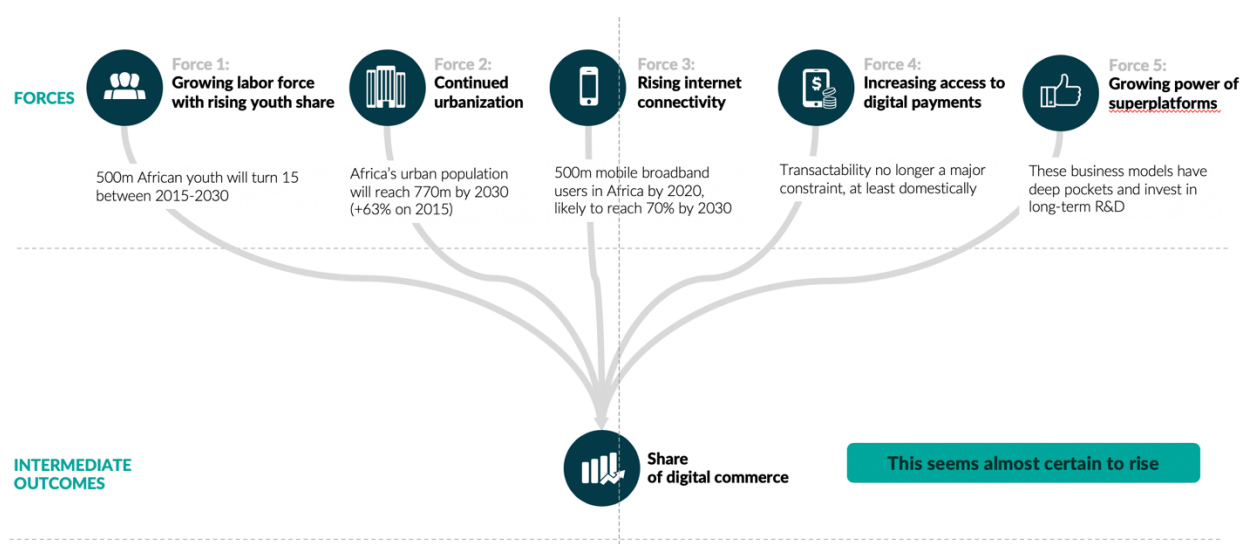 FORCES
Force 1:
Growing labor force
with rising youth share
500m African youth will turn 15
between 2015-2030
Force 2:
Continued
urbanization
Africa's urban population
will reach 770m by 2030
(+63% on 2015)
Force 3:
Rising internet
connectivity
500m mobile broadband
users in Africa by 2020,
likely to reach 70% by 2030
Force 4:
Increasing access to
digital payments
Transactability no longer a major
constraint, at least domestically
Force 5:
Growing power of
superplatforms
These business models have
deep pockets and invest in
long-term R&D
INTERMEDIATE
OUTCOMES
Share
of digital commerce
This seems almost certain to rise